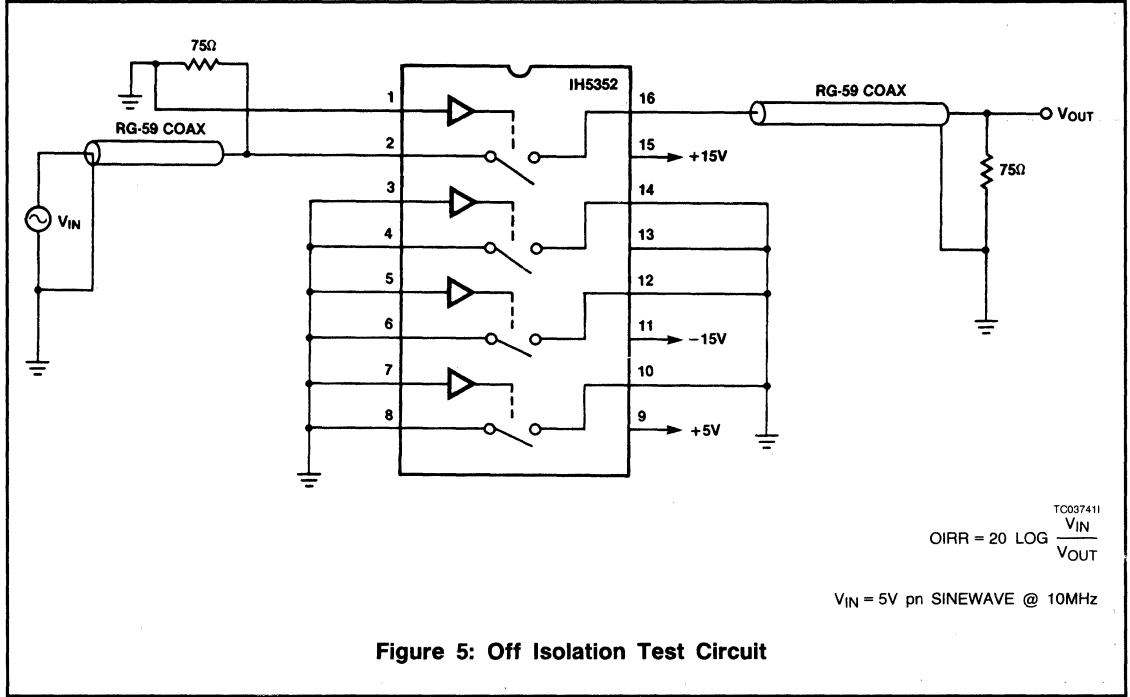 75Ω
IH5352
1
16
RG-59 COAX
VOUT
RG-59 COAX
2
15
+15V
75Ω
3
14
VIN
4
13
5
12
6
11
−15V
7
10
8
9
+5V
TC03741I
OIRR = 20 LOG VIN
VOUT
VIN = 5V pn SINEWAVE @ 10MHz
Figure 5: Off Isolation Test Circuit